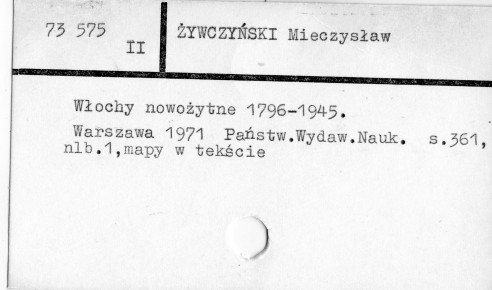 73 575
II
ŻYWCZYŃSKI Mieczysław
Włochy nowożytne 1796-1945.
Warszawa 1971 Państw.Wydaw.Nauk. s.361,
nlb.1,mapy w tekście